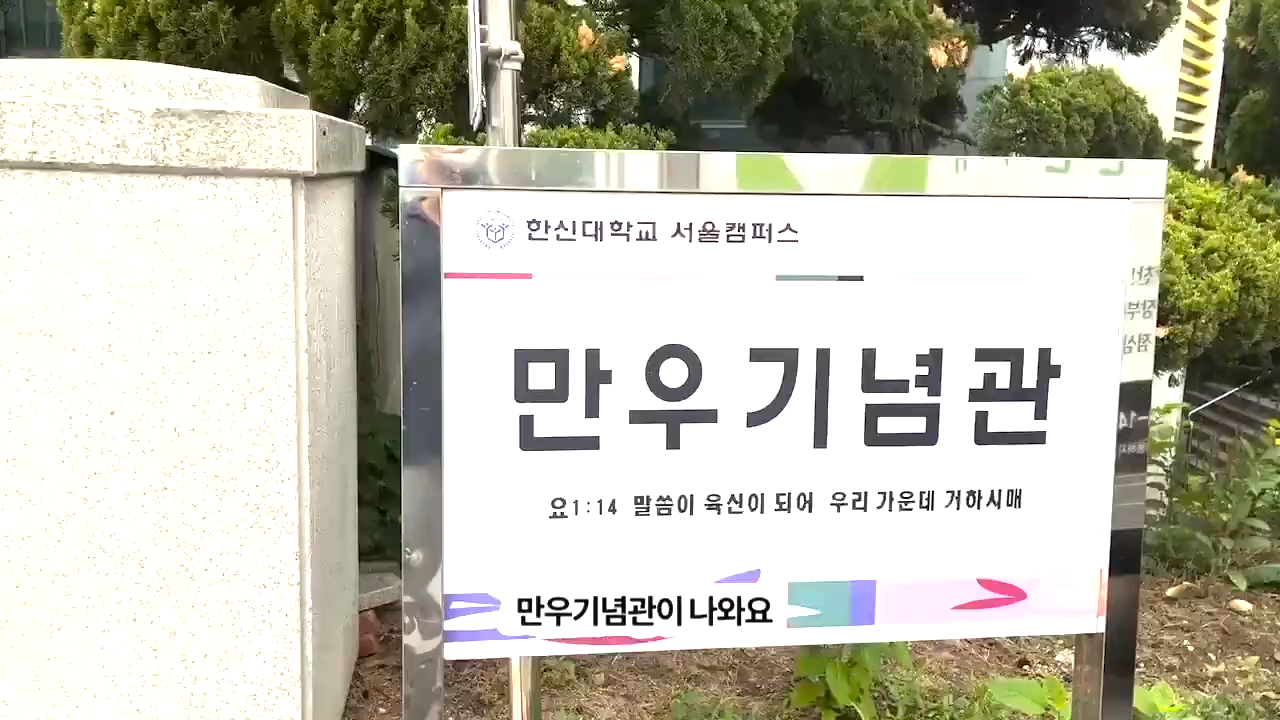 한신대학교 서울캠퍼스
만우기념관
요1:14 말씀이 육신이 되어 우리 가운데 거하시매
만우기념관이 나와요